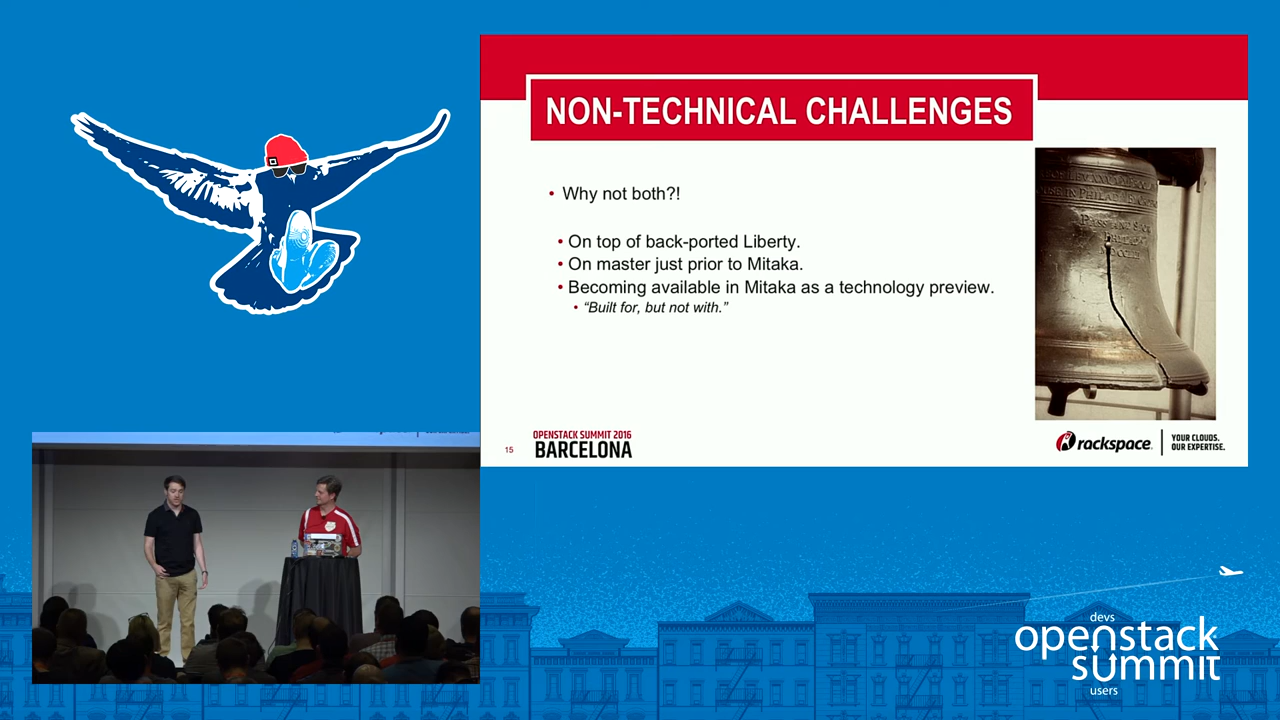 NON-TECHNICAL CHALLENGES
• Why not both?!
• On top of back-ported Liberty.
• On master just prior to Mitaka.
• Becoming available in Mitaka as a technology preview.
• “Built for, but not with.”
15
OPENSTACK SUMMIT 2016
BARCELONA
rackspace.
YOUR CLOUDS.
OUR EXPERTISE.
devs
openstack
summit
users